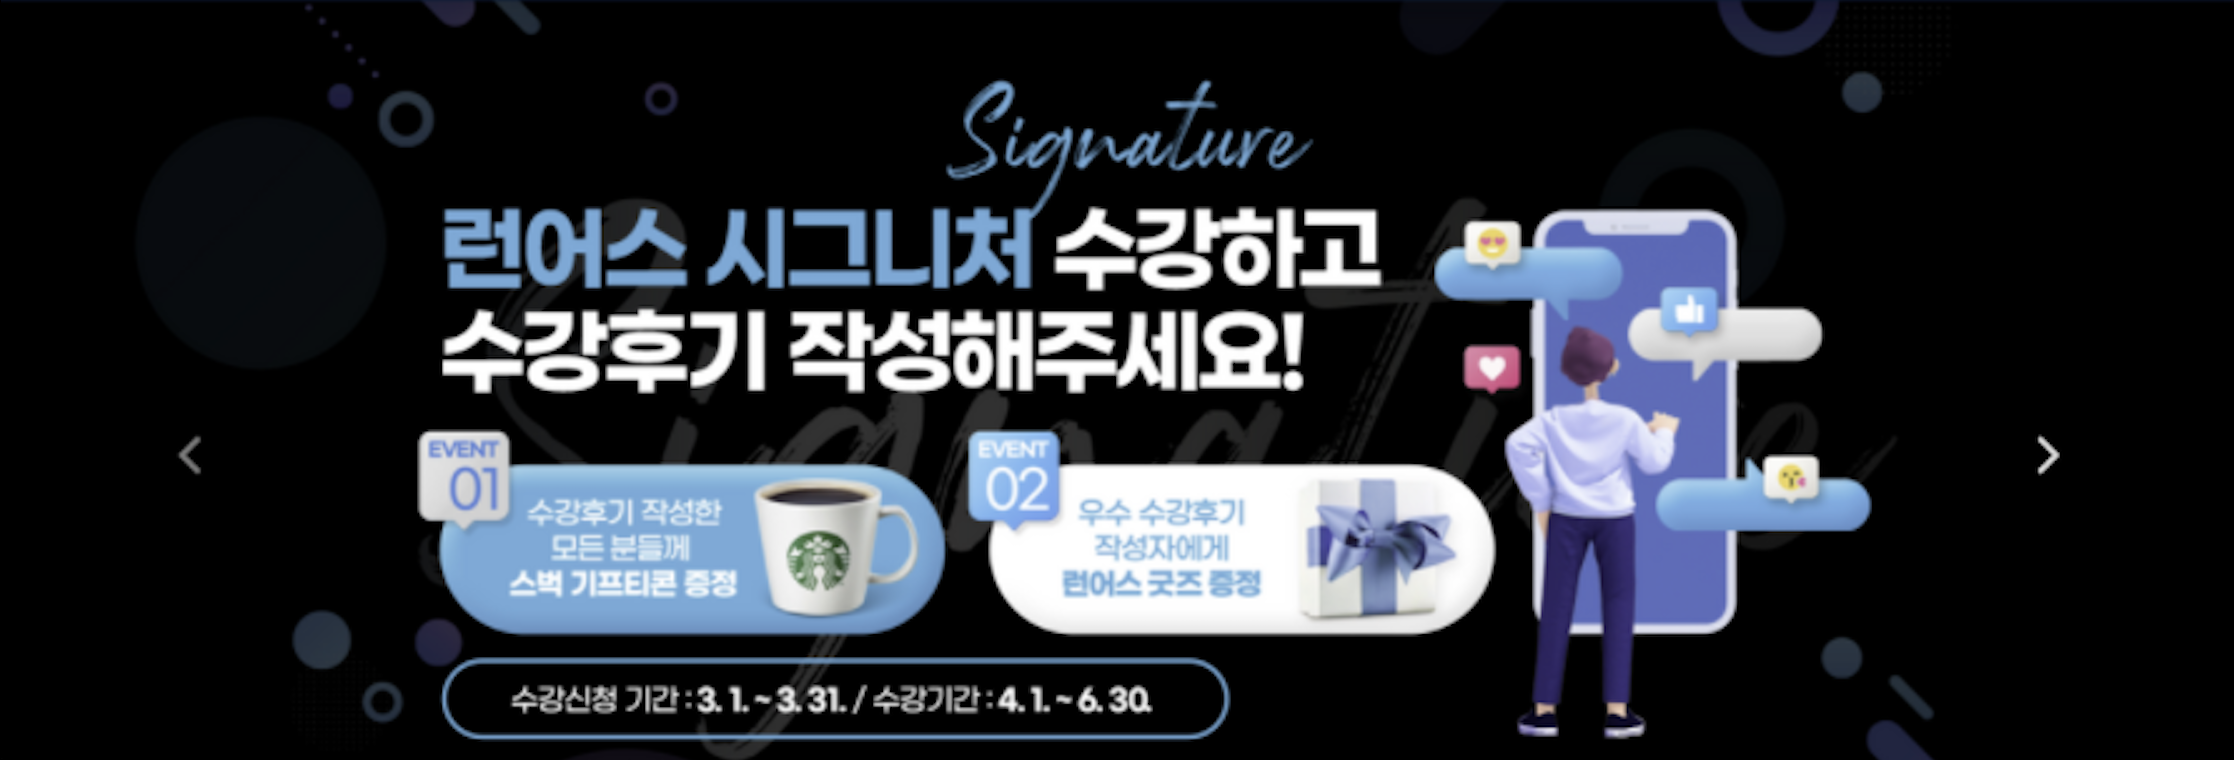 Signature
런어스 시그니처 수강하고
수강후기 작성해주세요!
EVENT
01
수강후기 작성한
모든 분들께
스벅 기프티콘 증정
EVENT
02
우수 수강후기
작성자에게
런어스 굿즈 증정
수강신청 기간 : 3. 1. ~ 3. 31. / 수강기간 : 4. 1. ~ 6. 30.
Signature